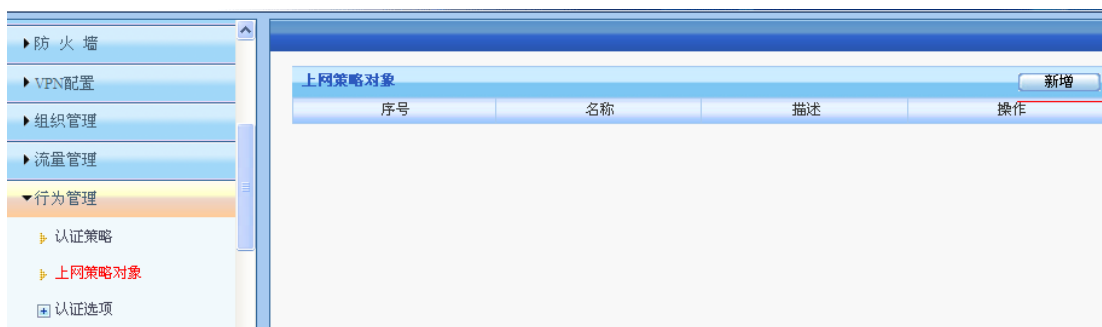 防 火 墙
VPN配置
组织管理
流量管理
行为管理
认证策略
上网策略对象
认证选项
上网策略对象
新增
序号 名称 描述 操作